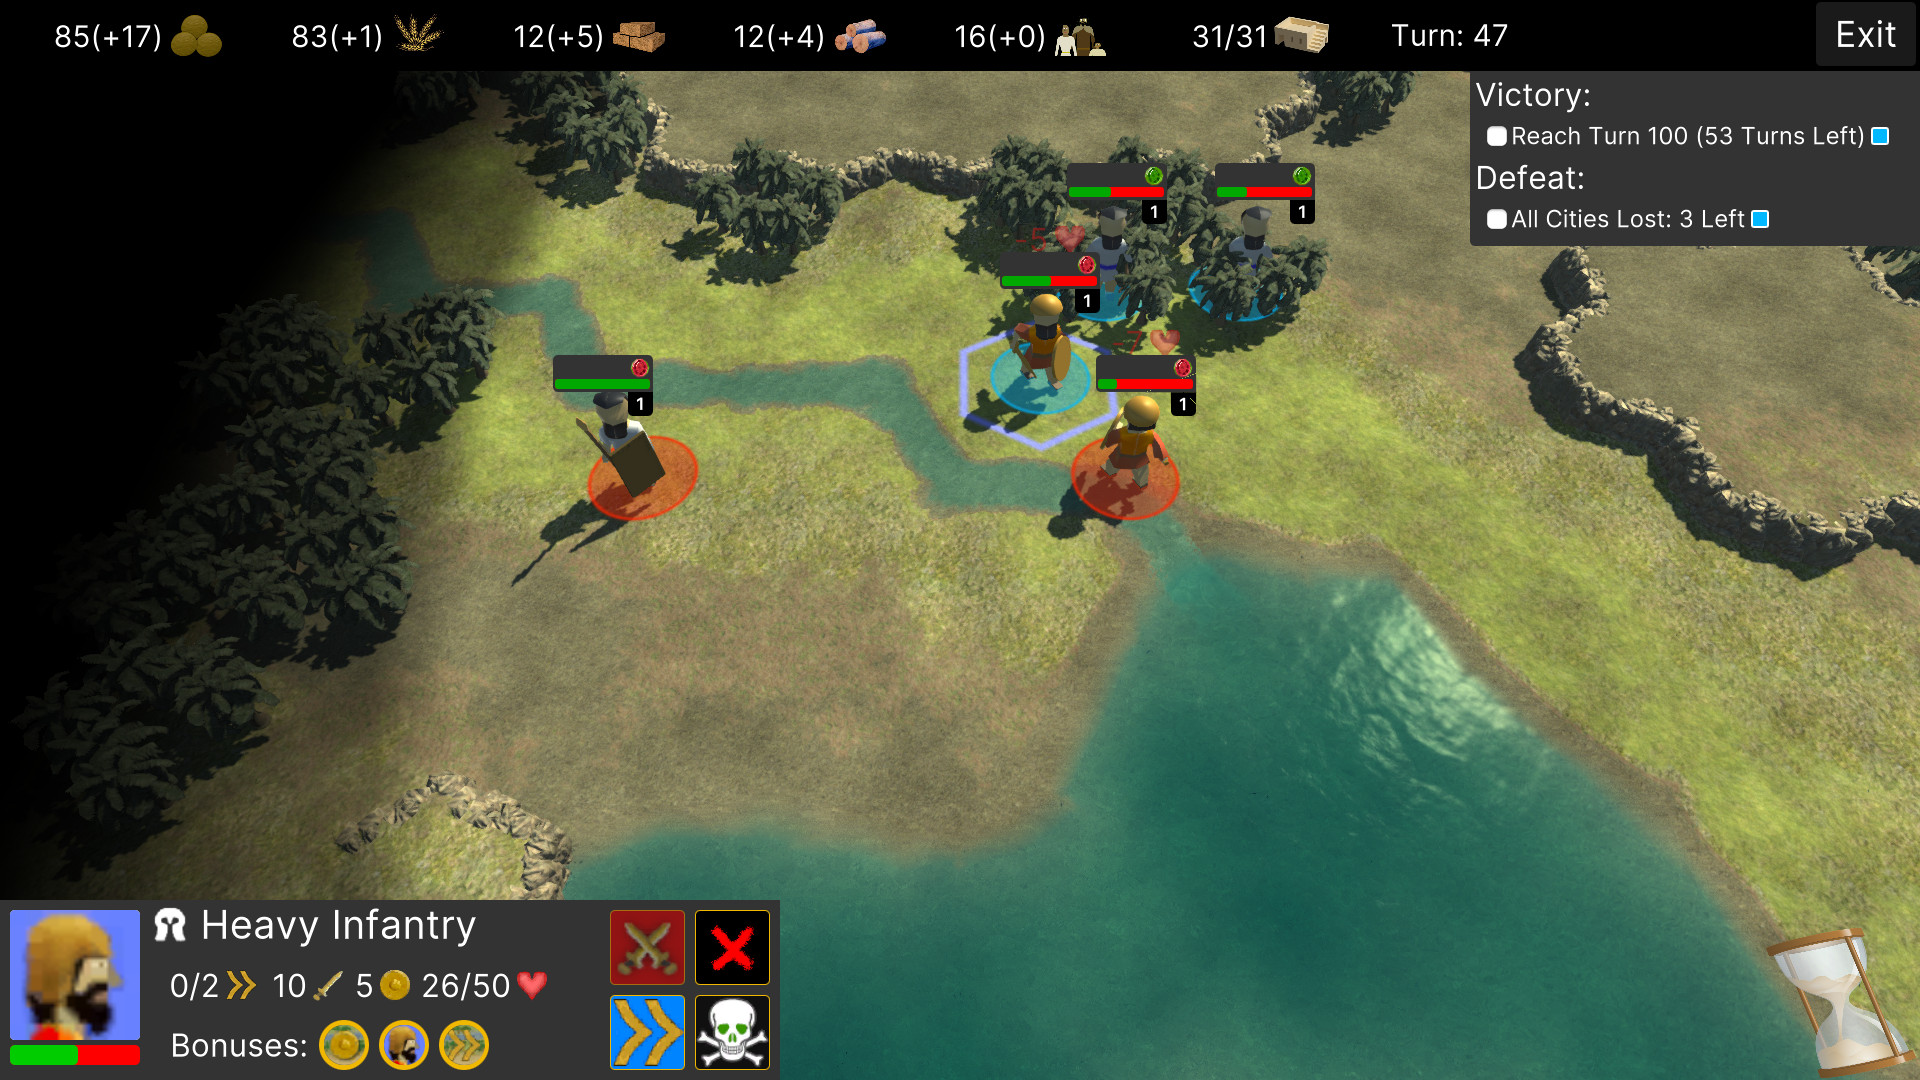 85(+17) 83(+1) 12(+5) 12(+4) 16(+0) 31/31 Turn: 47 Exit
Victory:
Reach Turn 100 (53 Turns Left)
Defeat:
All Cities Lost: 3 Left
1
1
-5
1
-7
1
1
Heavy Infantry
0/2 10 5 26/50
Bonuses: